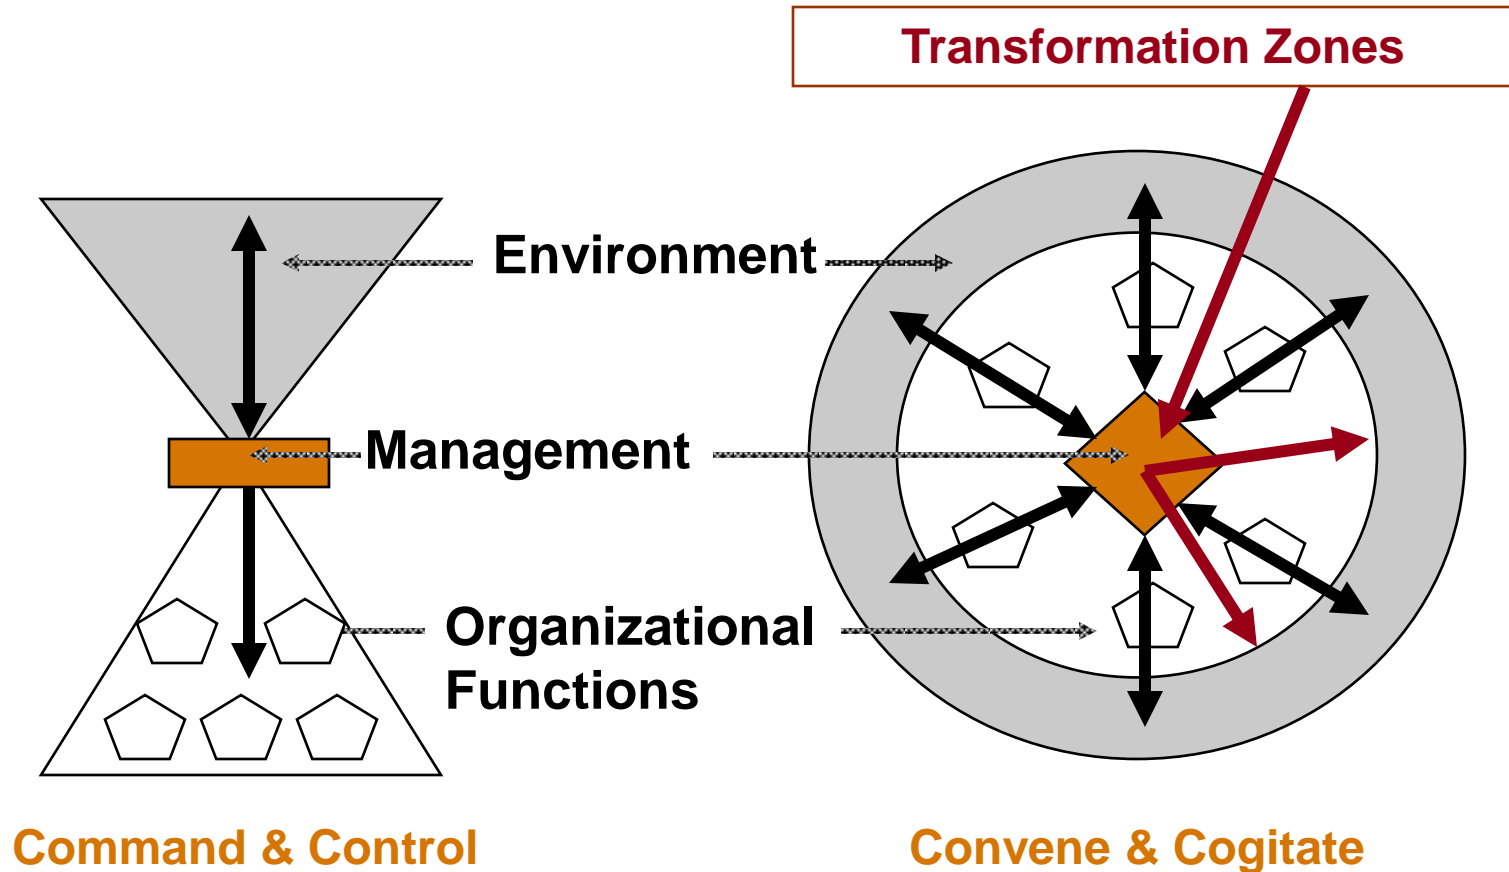 Transformation Zones
Environment
Management
Organizational
Functions
Command & Control
Convene & Cogitate